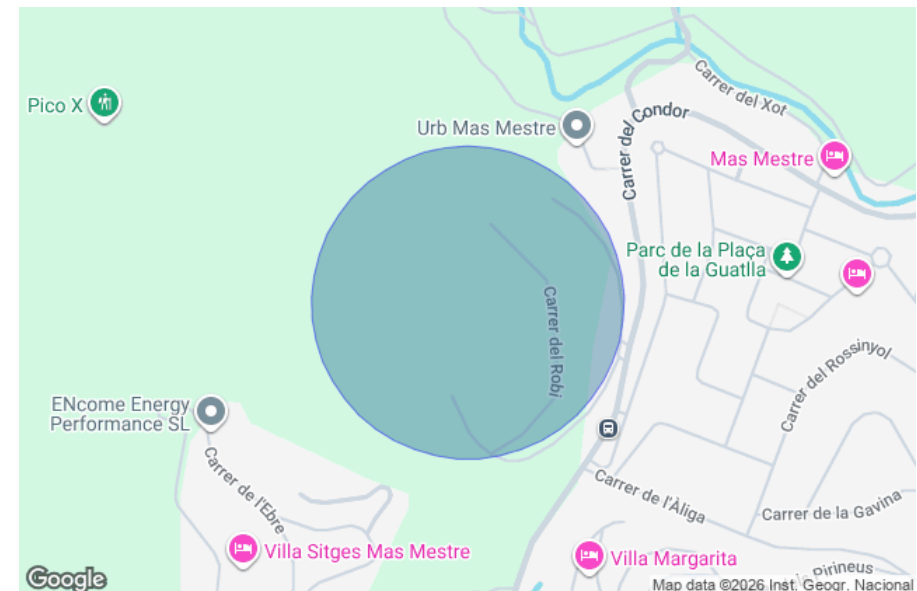 Carrer del Xot
Pico X
Carrer del Condor
Urb Mas Mestre
Mas Mestre
Parc de la Plaça
de la Guatlla
Carrer del Robi
Carrer del Rossinyol
ENcome Energy
Performance SL
Carrer de l'Ebre
Carrer de l'Àliga
Carrer de la Gavina
Villa Sitges Mas Mestre
Villa Margarita
Pirineus
Google
Map data ©2026 Inst. Geogr. Nacional